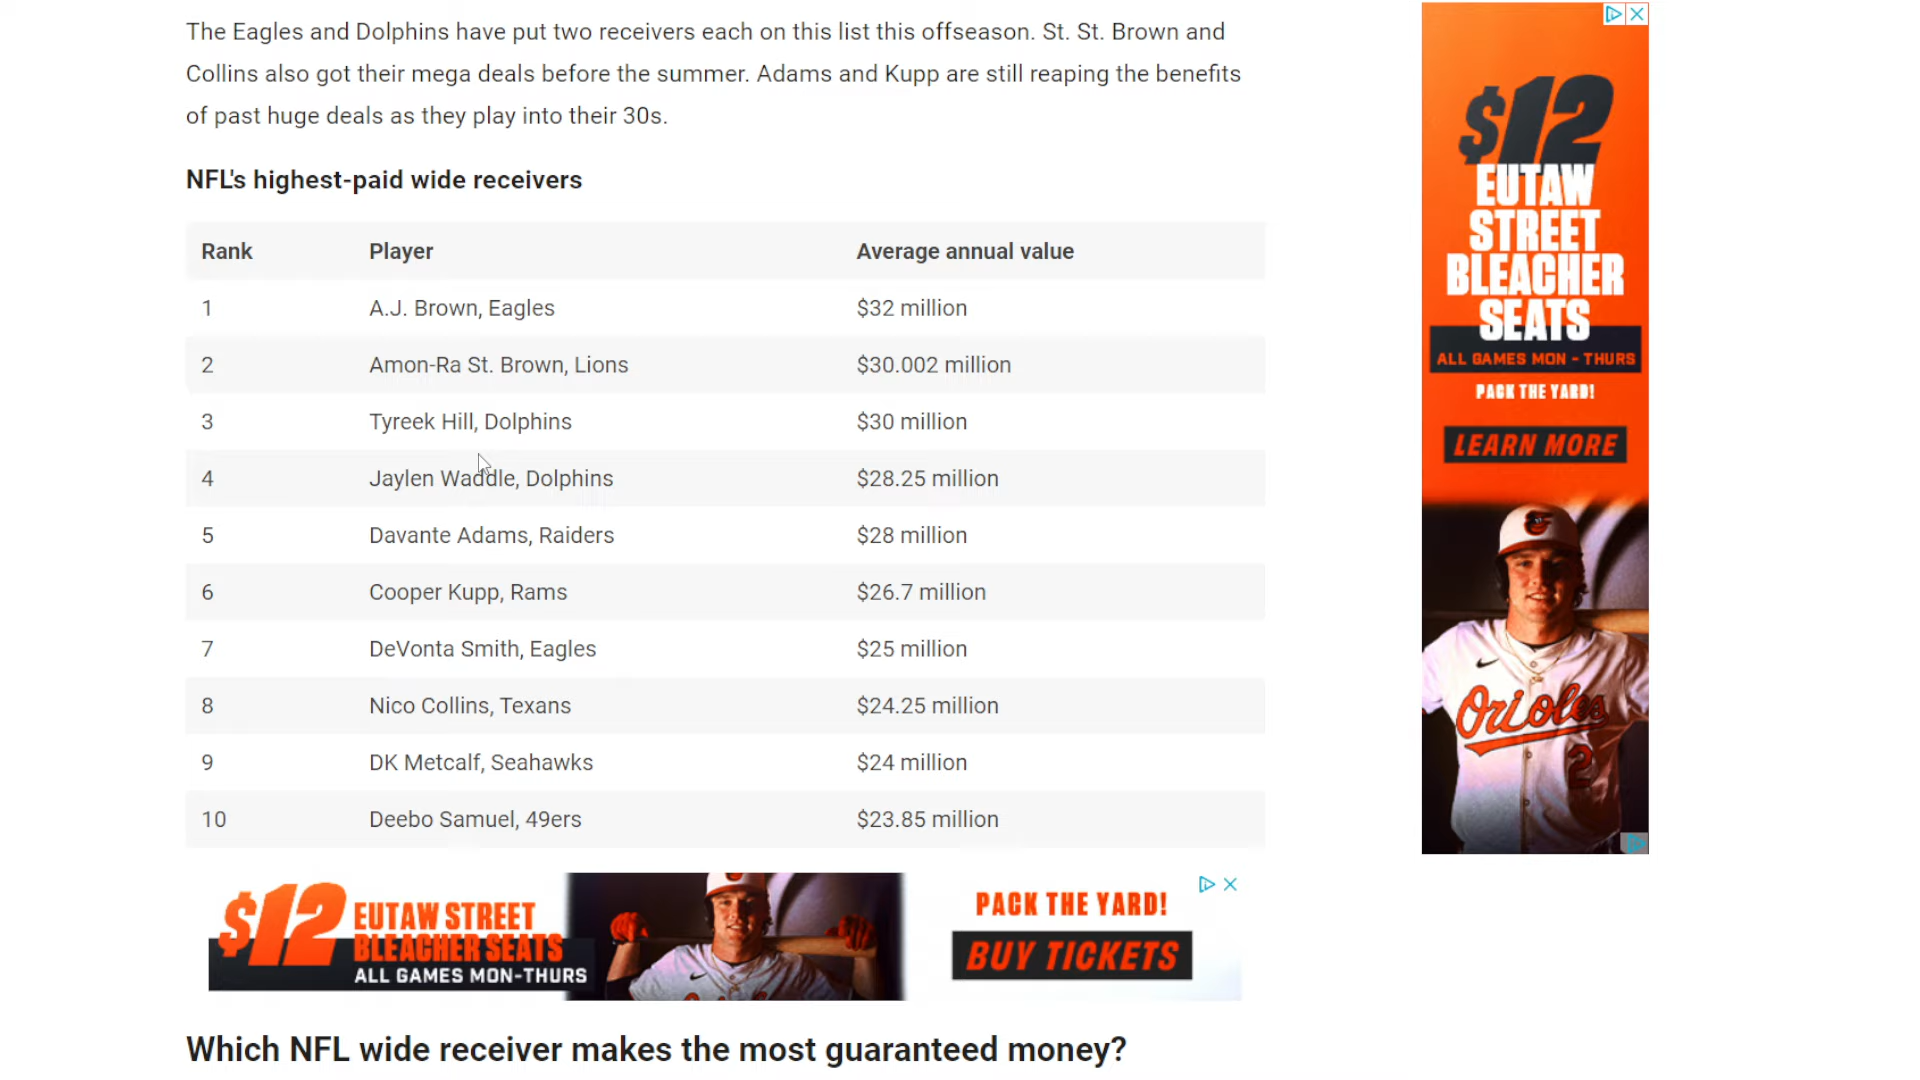 The Eagles and Dolphins have put two receivers each on this list this offseason. St. St. Brown and
Collins also got their mega deals before the summer. Adams and Kupp are still reaping the benefits
of past huge deals as they play into their 30s.
NFL's highest-paid wide receivers
Rank Player Average annual value
1 A.J. Brown, Eagles $32 million
2 Amon-Ra St. Brown, Lions $30.002 million
3 Tyreek Hill, Dolphins $30 million
4 Jaylen Waddle, Dolphins $28.25 million
5 Davante Adams, Raiders $28 million
6 Cooper Kupp, Rams $26.7 million
7 DeVonta Smith, Eagles $25 million
8 Nico Collins, Texans $24.25 million
9 DK Metcalf, Seahawks $24 million
10 Deebo Samuel, 49ers $23.85 million
$12
EUTAW STREET
BLEACHER SEATS
ALL GAMES MON-THURS
PACK THE YARD!
BUY TICKETS
Which NFL wide receiver makes the most guaranteed money?
$12
EUTAW
STREET
BLEACHER
SEATS
ALL GAMES MON - THURS
PACK THE YARD!
LEARN MORE
Orioles
2